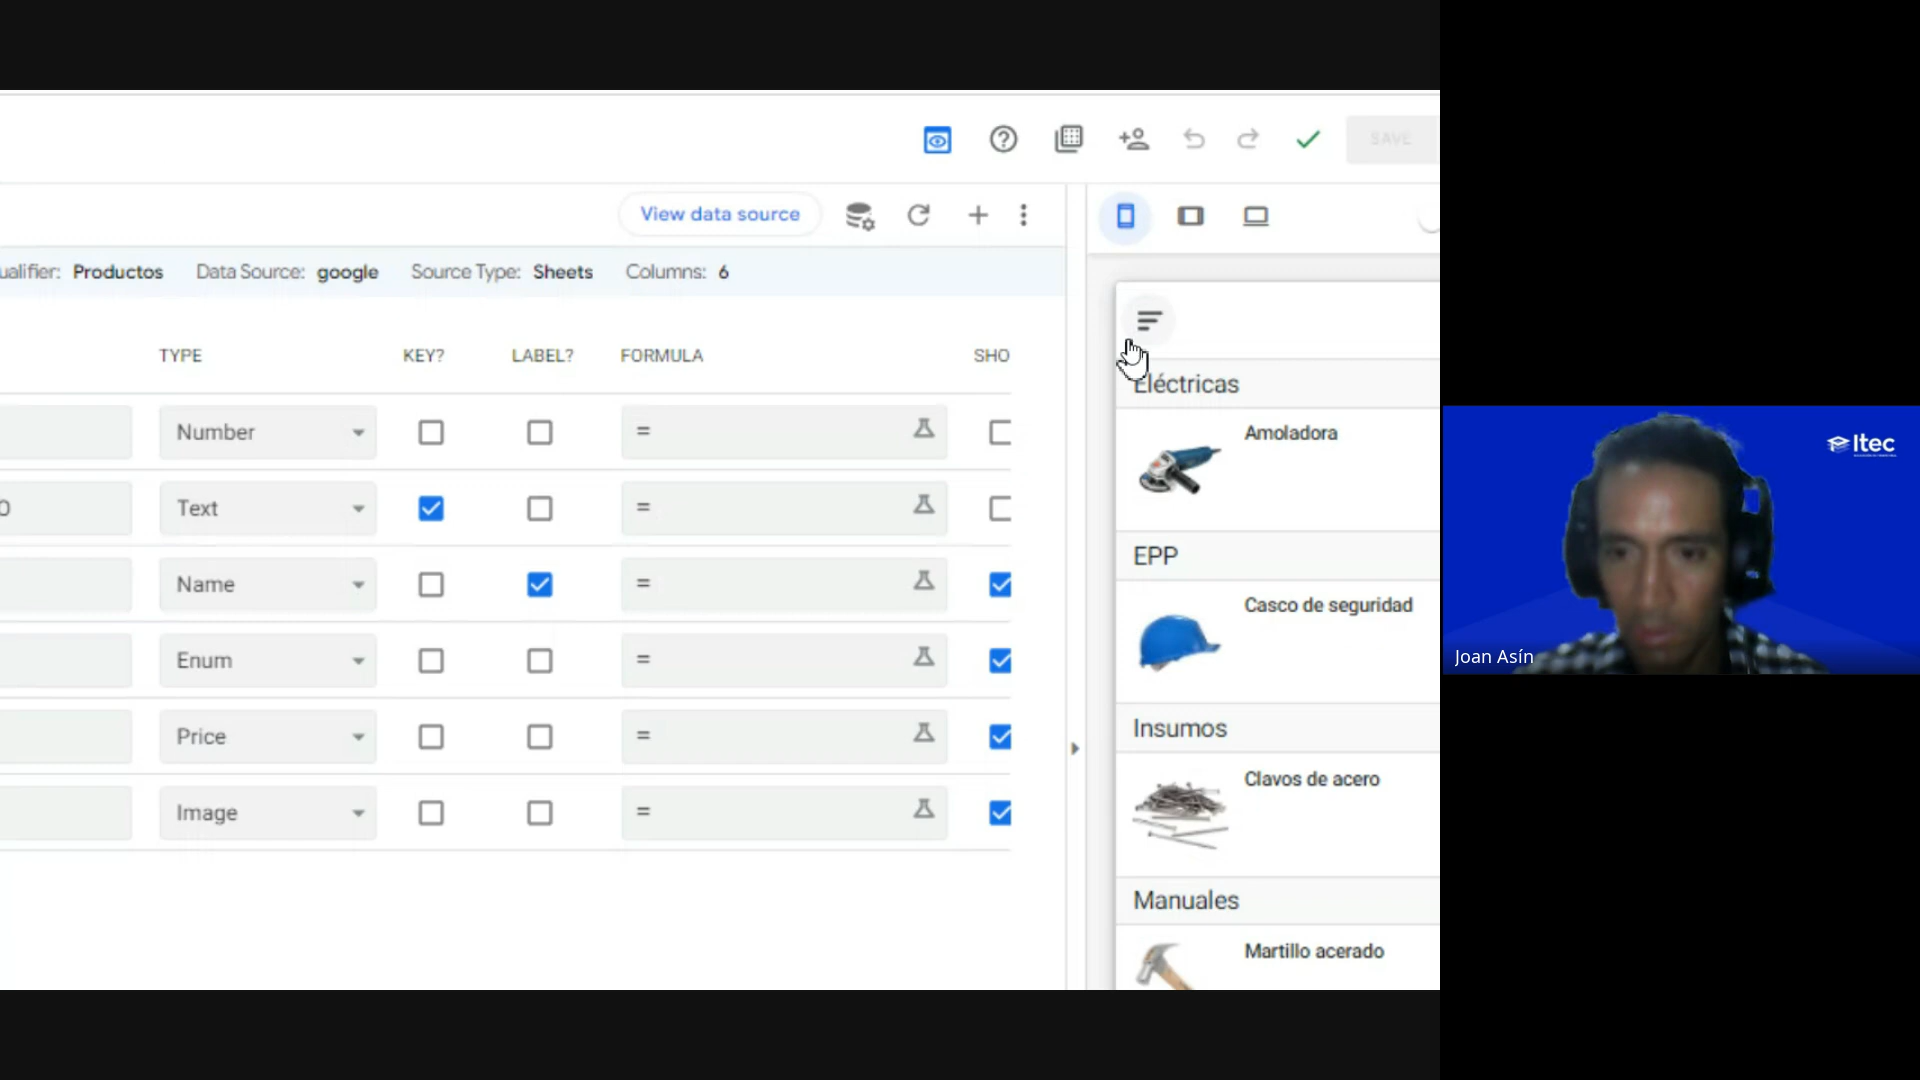 SAVE
View data source
ualifier: Productos Data Source: google Source Type: Sheets Columns: 6
TYPE KEY? LABEL? FORMULA SHO
Number =
O Text =
Name =
Enum =
Price =
Image =
Eléctricas
Amoladora
EPP
Casco de seguridad
Insumos
Clavos de acero
Manuales
Martillo acerado
Itec
Joan Asín